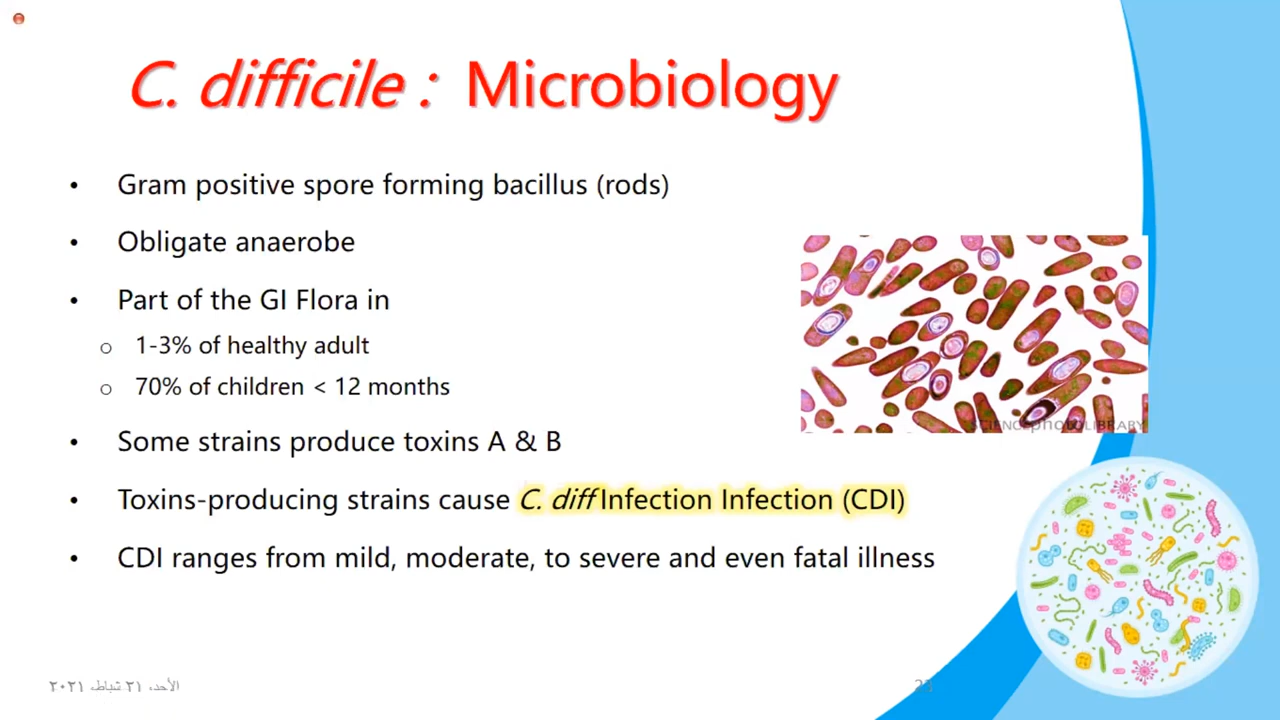 C. difficile : Microbiology
• Gram positive spore forming bacillus (rods)
• Obligate anaerobe
• Part of the GI Flora in
o 1-3% of healthy adult
o 70% of children < 12 months
• Some strains produce toxins A & B
SCIENCEphotoLIBRARY
• Toxins-producing strains cause C. diff Infection Infection (CDI)
• CDI ranges from mild, moderate, to severe and even fatal illness
الأحد، ٢١ شباط، ٢٠٢١